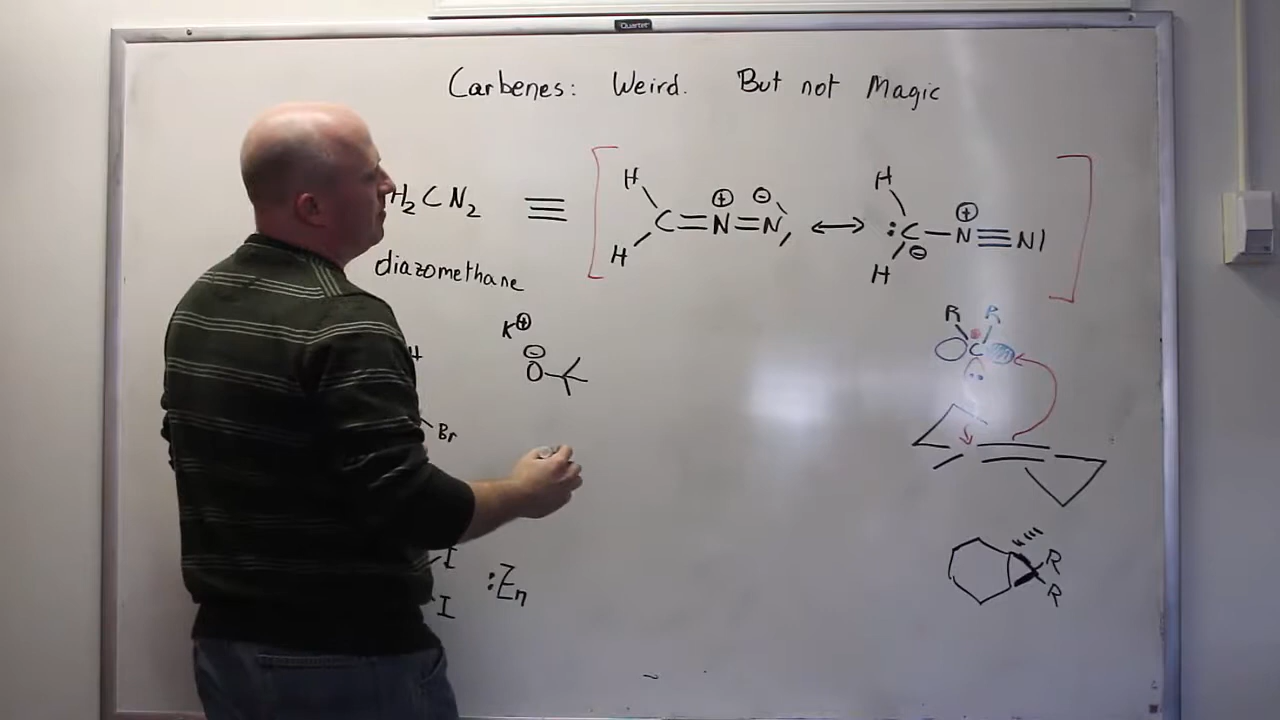 Quartet
Carbenes: Weird. But not Magic
H₂CN₂ ≡ [ H H C=N⊕=N⊖ ↔ H H :C⊖–N⊕≡N| ]
diazomethane
K⊕
⊖
O
H
Br
R R
O C
I :Zn
I
R
R